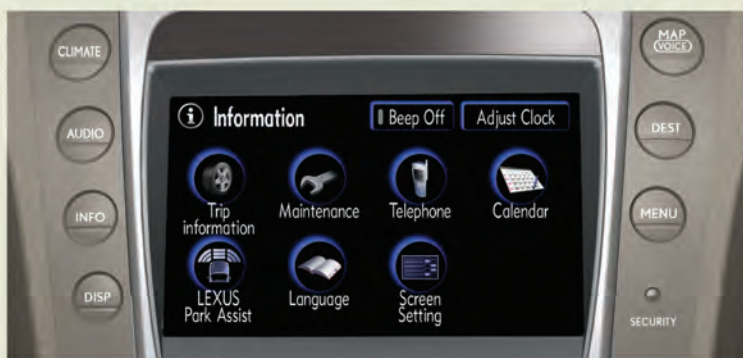 CLIMATE
AUDIO
INFO
DISP
Information
Beep Off
Adjust Clock
Trip
information
Maintenance
Telephone
Calendar
LEXUS
Park Assist
Language
Screen
Setting
MAP
VOICE
DEST
MENU
SECURITY